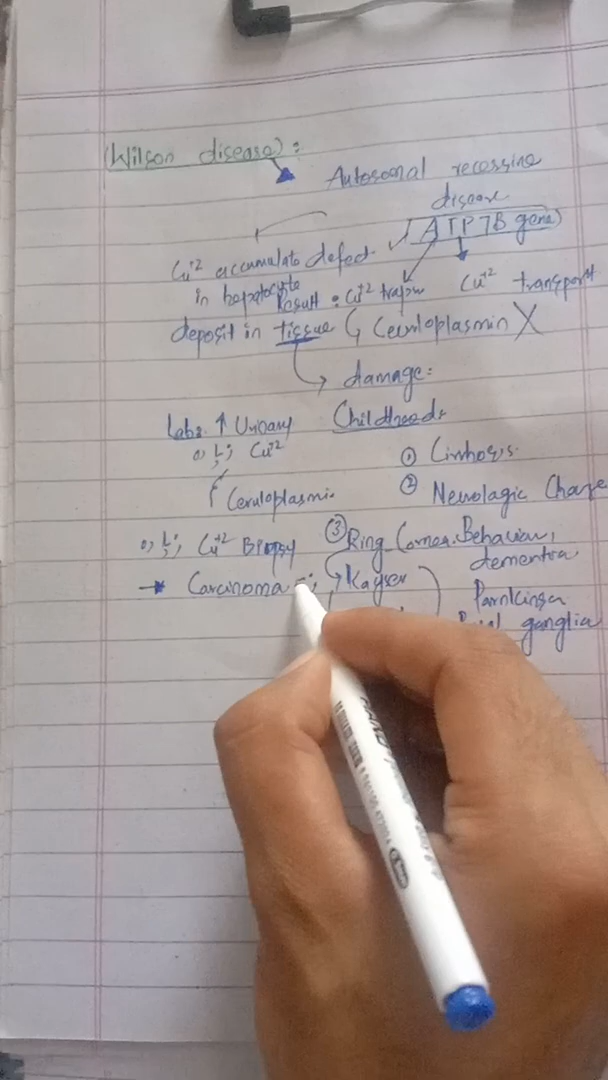 (Wilson disease) :
Autosomal recessive
disease
(ATP7B gene)
Cu+2 accumulate defect
in hepatocyte
Result : Cu+2 transport
deposit in tissue Ceruloplasmin X
damage:
Labs ↑ Urinary Childhood:
Cu+2
① Cirrhosis.
Ceruloplasmin
② Neurologic Change
Cu+2 Biopsy ③ Ring Cornea. Behaviour,
dementia
→ Carcinoma Kayser
Parnkinson
ganglia